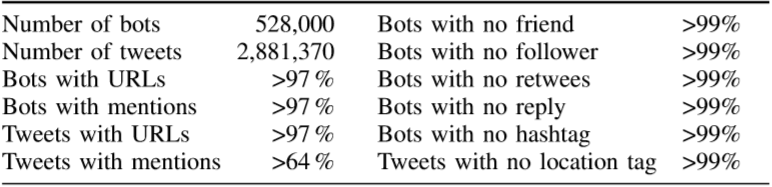 Number of bots 528,000 Bots with no friend >99%
Number of tweets 2,881,370 Bots with no follower >99%
Bots with URLs >97 % Bots with no retwees >99%
Bots with mentions >97 % Bots with no reply >99%
Tweets with URLs >97 % Bots with no hashtag >99%
Tweets with mentions >64 % Tweets with no location tag >99%